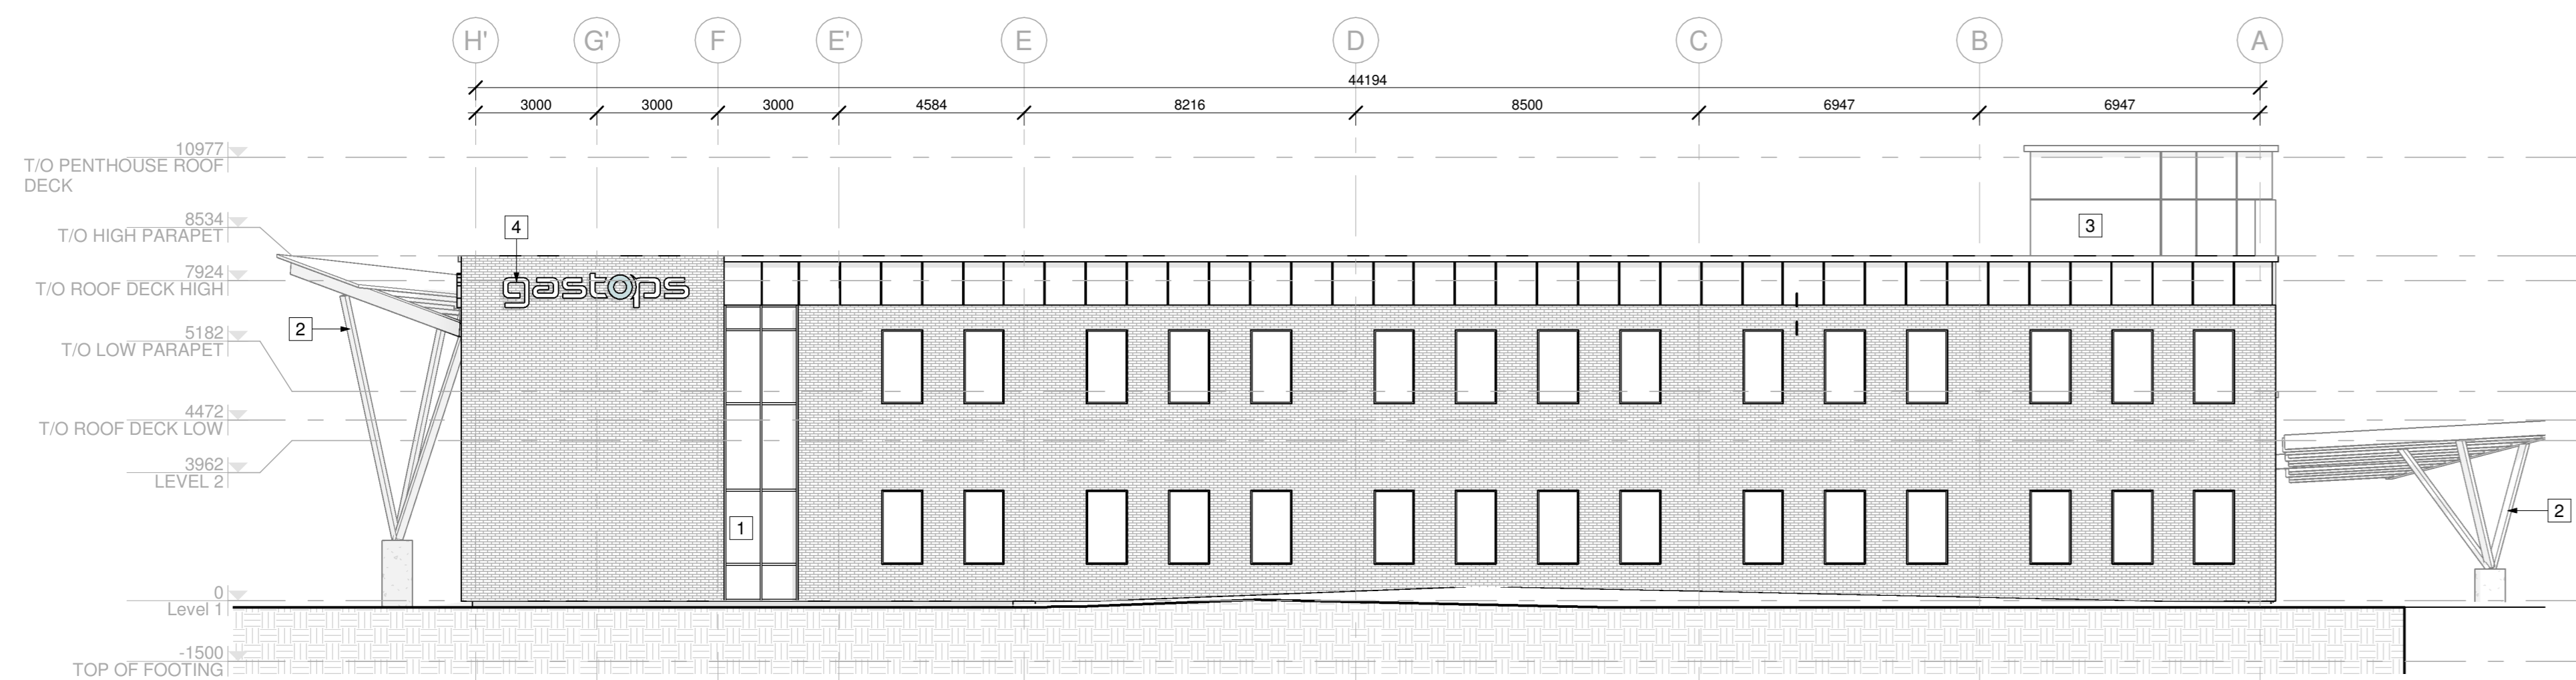 H' G' F E' E D C B A
44194
3000 3000 3000 4584 8216 8500 6947 6947
10977
T/O PENTHOUSE ROOF
DECK
8534
T/O HIGH PARAPET
4
3
7924
T/O ROOF DECK HIGH
gastops
2
5182
T/O LOW PARAPET
4472
T/O ROOF DECK LOW
3962
LEVEL 2
2
1
0
Level 1
-1500
TOP OF FOOTING